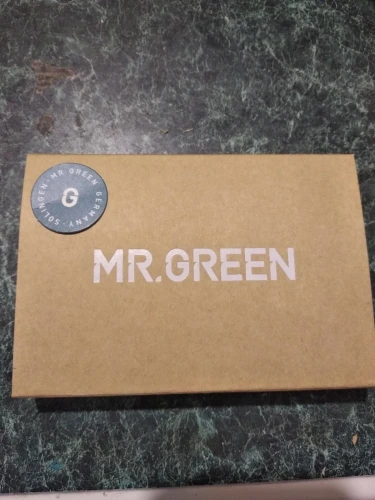 SOLINGEN · MR GREEN GERMANY ·
G
MR.GREEN